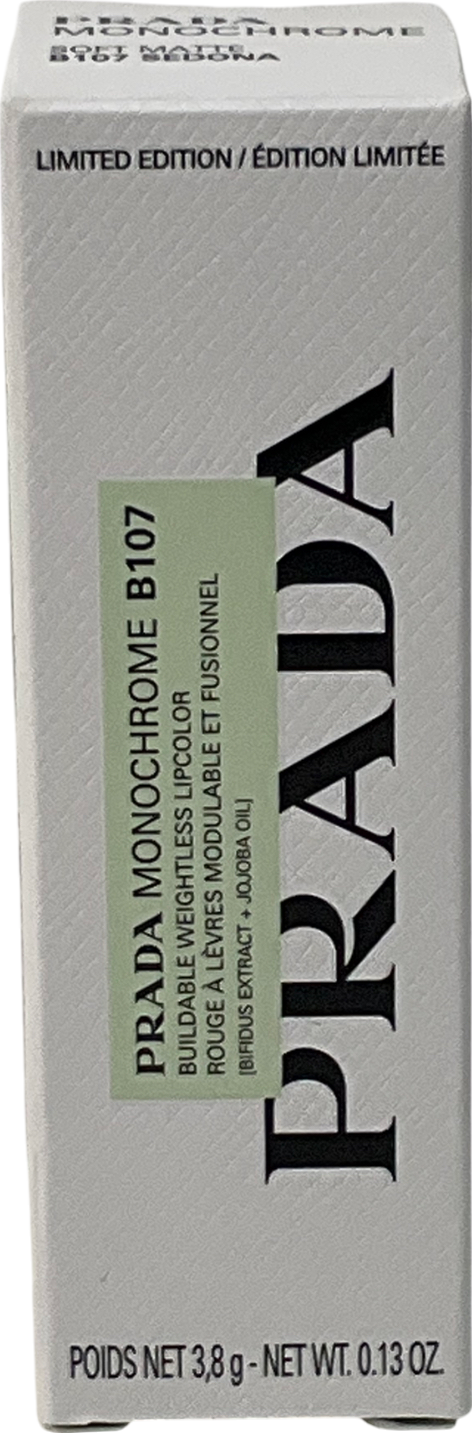 PRADA
MONOCHROME
SOFT MATTE
B107 SEDONA
LIMITED EDITION / ÉDITION LIMITÉE
PRADA MONOCHROME B107
BUILDABLE WEIGHTLESS LIPCOLOR
ROUGE À LÈVRES MODULABLE ET FUSIONNEL
[BIFIDUS EXTRACT + JOJOBA OIL]
PRADA
POIDS NET 3,8 g - NET WT. 0.13 OZ.